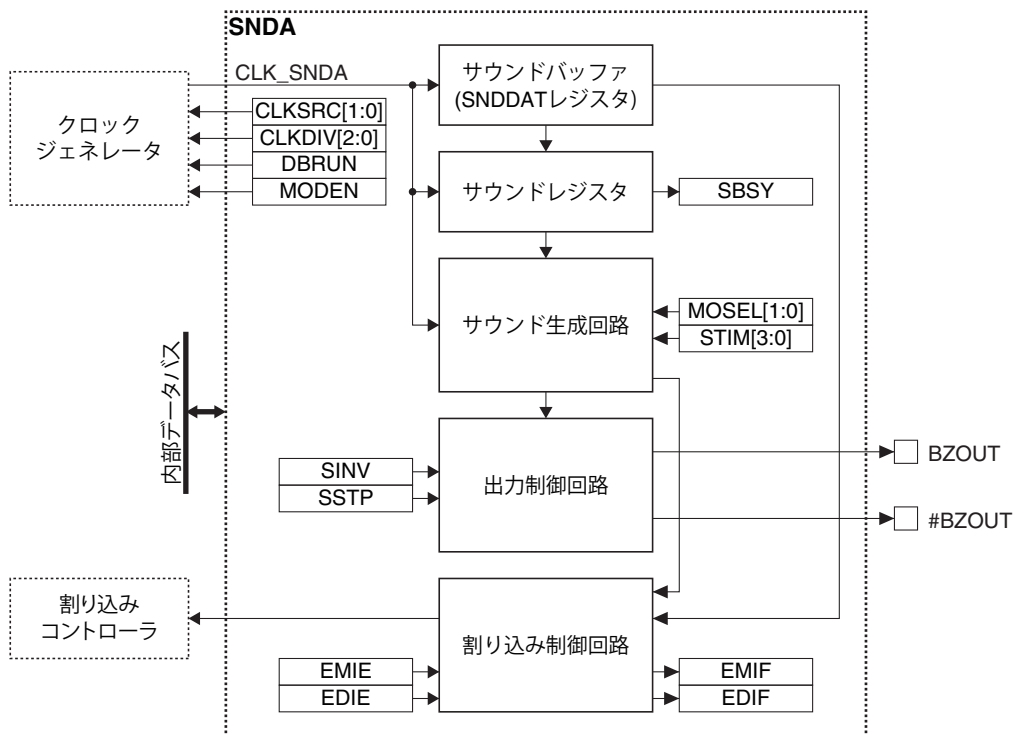 SNDA
CLK_SNDA
クロック
ジェネレータ
CLKSRC[1:0]
CLKDIV[2:0]
DBRUN
MODEN
サウンドバッファ
(SNDDATレジスタ)
サウンドレジスタ
SBSY
サウンド生成回路
MOSEL[1:0]
STIM[3:0]
内部データバス
SINV
SSTP
出力制御回路
BZOUT
#BZOUT
割り込み
コントローラ
割り込み制御回路
EMIE
EDIE
EMIF
EDIF